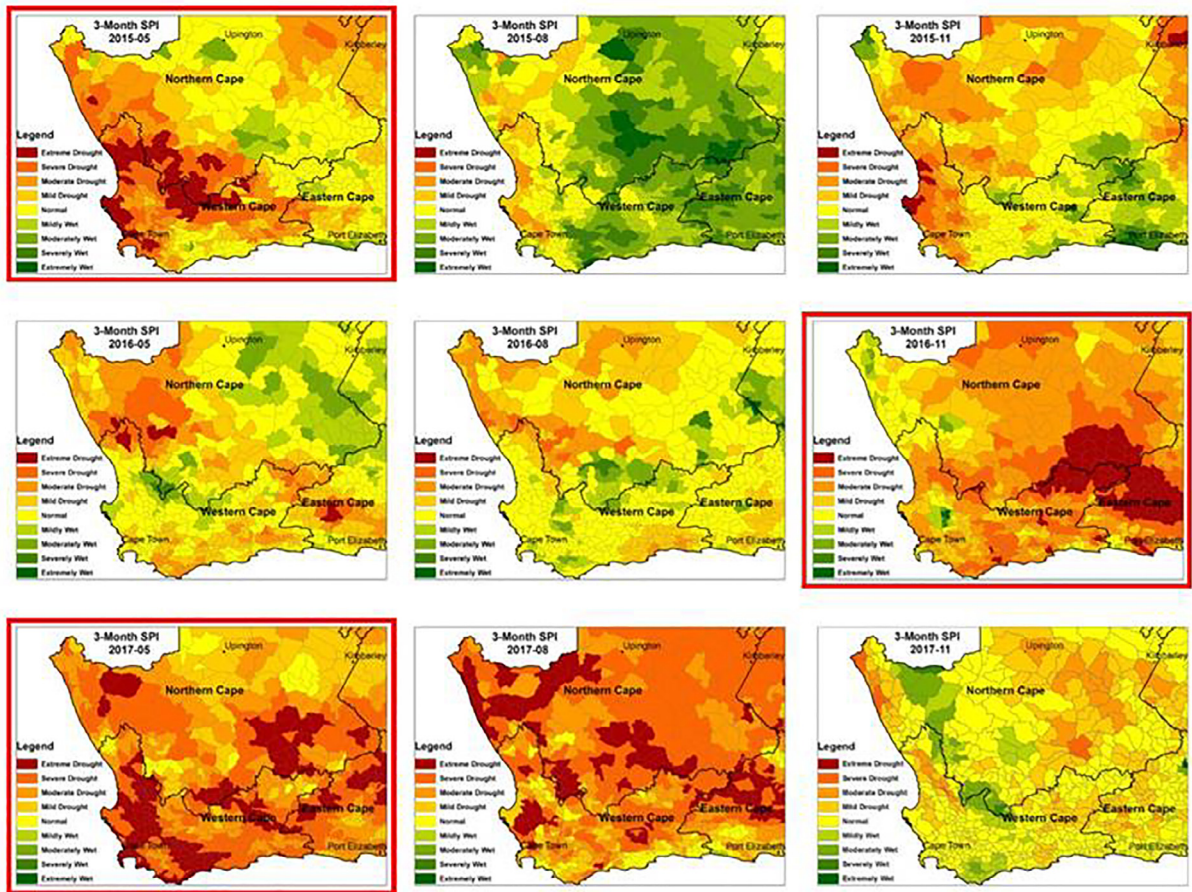 3-Month SPI
2015-05
Upington
Kimberley
Northern Cape
Legend
Extreme Drought
Severe Drought
Moderate Drought
Mild Drought
Normal
Mildly Wet
Moderately Wet
Severely Wet
Extremely Wet
Eastern Cape
Western Cape
Cape Town
Port Elizabeth
3-Month SPI
2015-08
Upington
Kimberley
Northern Cape
Legend
Extreme Drought
Severe Drought
Moderate Drought
Mild Drought
Normal
Mildly Wet
Moderately Wet
Severely Wet
Extremely Wet
Eastern Cape
Western Cape
Cape Town
Port Elizabeth
3-Month SPI
2015-11
Upington
Kimberley
Northern Cape
Legend
Extreme Drought
Severe Drought
Moderate Drought
Mild Drought
Normal
Mildly Wet
Moderately Wet
Severely Wet
Extremely Wet
Eastern Cape
Western Cape
Cape Town
Port Elizabeth
3-Month SPI
2016-05
Upington
Kimberley
Northern Cape
Legend
Extreme Drought
Severe Drought
Moderate Drought
Mild Drought
Normal
Mildly Wet
Moderately Wet
Severely Wet
Extremely Wet
Eastern Cape
Western Cape
Cape Town
Port Elizabeth
3-Month SPI
2016-08
Upington
Kimberley
Northern Cape
Legend
Extreme Drought
Severe Drought
Moderate Drought
Mild Drought
Normal
Mildly Wet
Moderately Wet
Severely Wet
Extremely Wet
Eastern Cape
Western Cape
Cape Town
Port Elizabeth
3-Month SPI
2016-11
Upington
Kimberley
Northern Cape
Legend
Extreme Drought
Severe Drought
Moderate Drought
Mild Drought
Normal
Mildly Wet
Moderately Wet
Severely Wet
Extremely Wet
Eastern Cape
Western Cape
Cape Town
Port Elizabeth
3-Month SPI
2017-05
Upington
Kimberley
Northern Cape
Legend
Extreme Drought
Severe Drought
Moderate Drought
Mild Drought
Normal
Mildly Wet
Moderately Wet
Severely Wet
Extremely Wet
Eastern Cape
Western Cape
Town
3-Month SPI
2017-08
Upington
Kimberley
Northern Cape
Legend
Extreme Drought
Severe Drought
Moderate Drought
Mild Drought
Normal
Mildly Wet
Moderately Wet
Severely Wet
Extremely Wet
Eastern Cape
Western Cape
Cape Town
3-Month SPI
2017-11
Upington
Kimberley
Northern Cape
Legend
Extreme Drought
Severe Drought
Moderate Drought
Mild Drought
Normal
Mildly Wet
Moderately Wet
Severely Wet
Extremely Wet
Eastern Cape
Western Cape
Cape Town